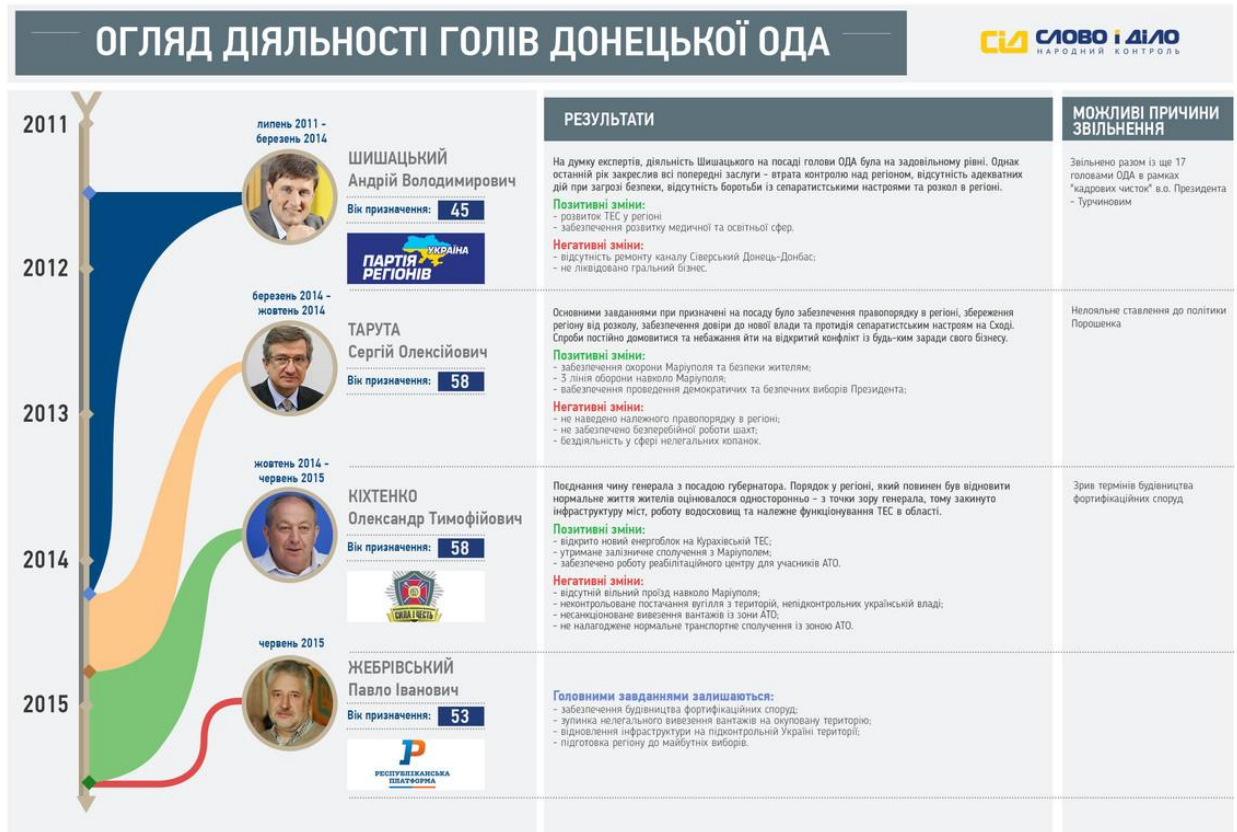 ОГЛЯД ДІЯЛЬНОСТІ ГОЛІВ ДОНЕЦЬКОЇ ОДА
СІД СЛОВО і ДІЛО
НАРОДНИЙ КОНТРОЛЬ
РЕЗУЛЬТАТИ
МОЖЛИВІ ПРИЧИНИ
ЗВІЛЬНЕННЯ
2011
2012
2013
2014
2015
липень 2011 -
березень 2014
ШИШАЦЬКИЙ
Андрій Володимирович
Вік призначення: 45
УКРАЇНА
ПАРТІЯ
РЕГІОНІВ
На думку експертів, діяльність Шишацького на посаді голови ОДА була на задовільному рівні. Однак
останній рік закреслив всі попередні заслуги - втрата контролю над регіоном, відсутність адекватних
дій при загрозі безпеки, відсутність боротьби із сепаратистськими настроями та розкол в регіоні.
Позитивні зміни:
- розвиток ТЕС у регіоні
- забезпечення розвитку медичної та освітньої сфер.
Негативні зміни:
- відсутність ремонту каналу Сіверський Донець-Донбас;
- не ліквідовано гральний бізнес.
Звільнено разом із ще 17
головами ОДА в рамках
"кадрових чисток" в.о. Президента
- Турчиновим
березень 2014 -
жовтень 2014
ТАРУТА
Сергій Олексійович
Вік призначення: 58
Основними завданнями при призначені на посаду було забезпечення правопорядку в регіоні, збереження
регіону від розколу, забезпечення довіри до нової влади та протидія сепаратистським настроям на Сході.
Спроби постійно домовитися та небажання йти на відкритий конфлікт із будь-ким заради свого бізнесу.
Позитивні зміни:
- забезпечення охорони Маріуполя та безпеки жителям;
- 3 лінія оборони навколо Маріуполя;
- вабезпечення проведення демократичних та безпечних виборів Президента;
Негативні зміни:
- не наведено належного правопорядку в регіоні;
- не забезпечено безперебійної роботи шахт;
- бездіяльність у сфері нелегальних копанок.
Нелояльне ставлення до політики
Порошенка
жовтень 2014 -
червень 2015
КІХТЕНКО
Олександр Тимофійович
Вік призначення: 58
СИЛА І ЧЕСТЬ
Поєднання чину генерала з посадою губернатора. Порядок у регіоні, який повинен був відновити
нормальне життя жителів оцінювалося односторонньо - з точки зору генерала, тому закинуто
інфраструктуру міст, роботу водосховищ та належне функціонування ТЕС в області.
Позитивні зміни:
- відкрито новий енергоблок на Курахівській ТЕС;
- утримане залізничне сполучення з Маріуполем;
- забезпечено роботу реабілітаційного центру для учасників АТО.
Негативні зміни:
- відсутній вільний проїзд навколо Маріуполя;
- неконтрольоване постачання вугілля з територій, непідконтрольних українській владі;
- несанкціоноване вивезення вантажів із зони АТО;
- не налагоджене нормальне транспортне сполучення із зоною АТО.
Зрив термінів будівництва
фортифікаційних споруд
червень 2015
ЖЕБРІВСЬКИЙ
Павло Іванович
Вік призначення: 53
РЕСПУБЛІКАНСЬКА
ПЛАТФОРМА
Головними завданнями залишаються:
- забезпечення будівництва фортифікаційних споруд;
- зупинка нелегального вивезення вантажів на окуповану територію;
- відновлення інфраструктури на підконтрольній Україні території;
- підготовка регіону до майбутніх виборів.